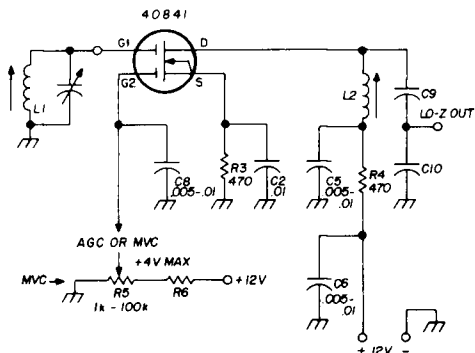 40841
G1
D
G2
S
L1
L2
C9
LO-Z OUT
C8
.005-.01
R3
470
C2
.01
C5
.005
-.01
R4
470
C10
AGC OR MVC
+4V MAX
MVC
R5
R6
+12V
1k - 100k
C6
.005-
.01
+ 12V -